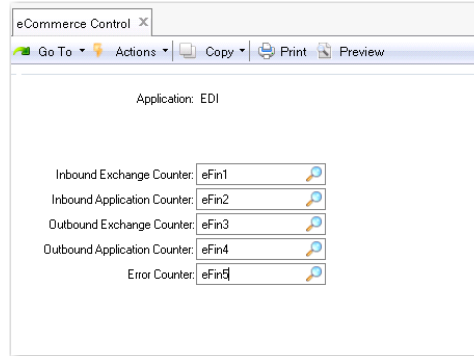 eCommerce Control
Go To Actions Copy Print Preview
Application: EDI
Inbound Exchange Counter: eFin1
Inbound Application Counter: eFin2
Outbound Exchange Counter: eFin3
Outbound Application Counter: eFin4
Error Counter: eFin5